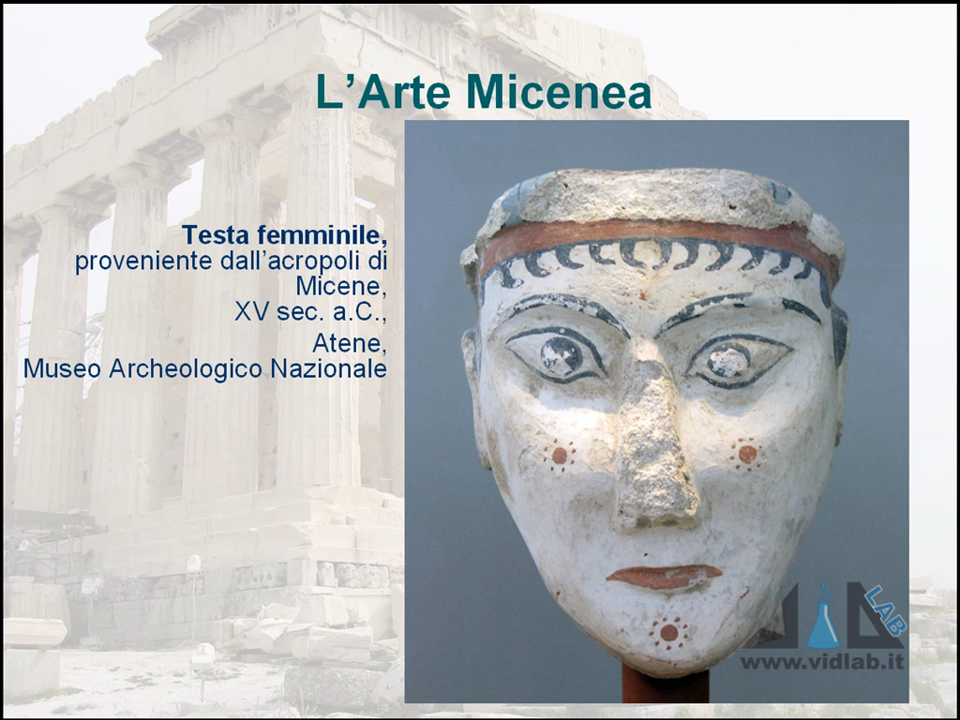 L’Arte Micenea
Testa femminile,
proveniente dall’acropoli di
Micene,
XV sec. a.C.,
Atene,
Museo Archeologico Nazionale
LAB
www.vidlab.it